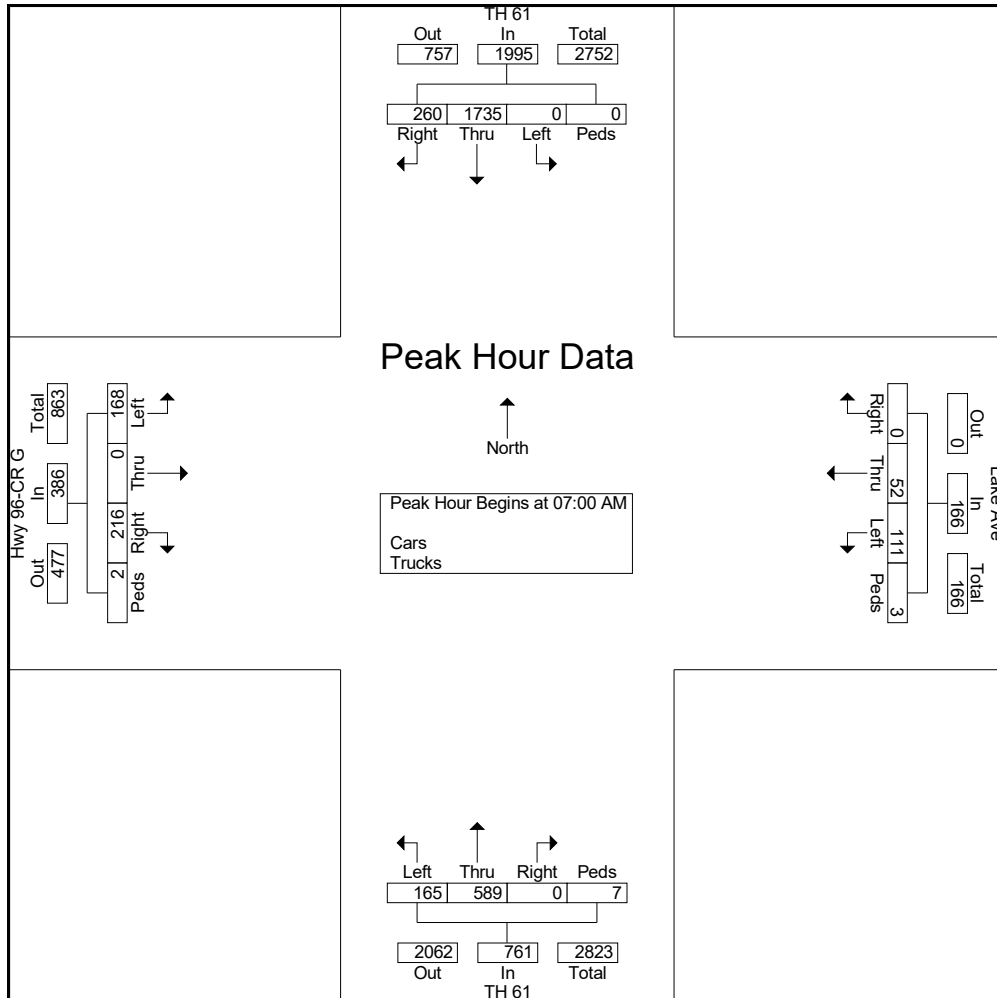 TH 61
Out In Total
757 1995 2752
260 1735 0 0
Right Thru Left Peds
Peak Hour Data
North
Peak Hour Begins at 07:00 AM
Cars
Trucks
Hwy 96-CR G
Total In Out
863 386 477
168 0 216 2
Left Thru Right Peds
Lake Ave
Out In Total
0 166 166
0 52 111 3
Right Thru Left Peds
Left Thru Right Peds
165 589 0 7
2062 761 2823
Out In Total
TH 61